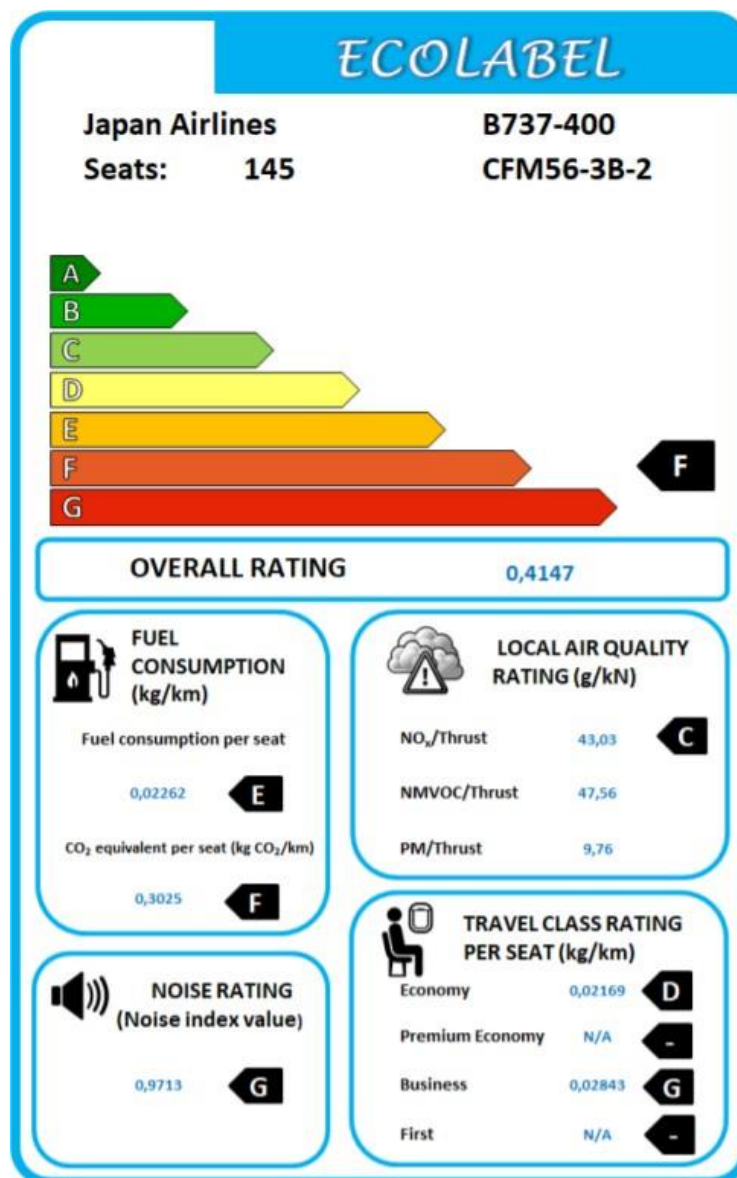 ECOLABEL
Japan Airlines B737-400
Seats: 145 CFM56-3B-2
A
B
C
D
E
F
G
F
OVERALL RATING 0,4147
FUEL
CONSUMPTION
(kg/km)
Fuel consumption per seat
0,02262 E
CO₂ equivalent per seat (kg CO₂/km)
0,3025 F
LOCAL AIR QUALITY
RATING (g/kN)
NOₓ/Thrust 43,03 C
NMVOC/Thrust 47,56
PM/Thrust 9,76
NOISE RATING
(Noise index value)
0,9713 G
TRAVEL CLASS RATING
PER SEAT (kg/km)
Economy 0,02169 D
Premium Economy N/A -
Business 0,02843 G
First N/A -